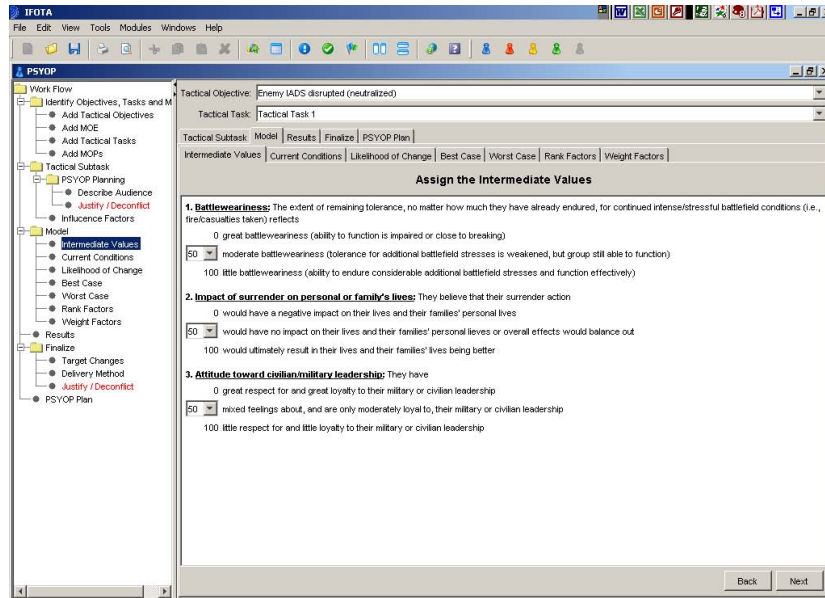 IFOTA
File Edit View Tools Modules Windows Help
PSYOP
Work Flow
Identify Objectives, Tasks and M
Add Tactical Objectives
Add MOE
Add Tactical Tasks
Add MOPs
Tactical Subtask
PSYOP Planning
Describe Audience
Justify / Deconflict
Influcence Factors
Model
Intermediate Values
Current Conditions
Likelihood of Change
Best Case
Worst Case
Rank Factors
Weight Factors
Results
Finalize
Target Changes
Delivery Method
Justify / Deconflict
PSYOP Plan
Tactical Objective: Enemy IADS disrupted (neutralized)
Tactical Task: Tactical Task 1
Tactical Subtask Model Results Finalize PSYOP Plan
Intermediate Values Current Conditions Likelihood of Change Best Case Worst Case Rank Factors Weight Factors
Assign the Intermediate Values
1. Battleweariness: The extent of remaining tolerance, no matter how much they have already endured, for continued intense/stressful battlefield conditions (i.e.,
fire/casualties taken) reflects
0 great battleweariness (ability to function is impaired or close to breaking)
50 moderate battleweariness (tolerance for additional battlefield stresses is weakened, but group still able to function)
100 little battleweariness (ability to endure considerable additional battlefield stresses and function effectively)
2. Impact of surrender on personal or family's lives: They believe that their surrender action
0 would have a negative impact on their lives and their families' personal lives
50 would have no impact on their lives and their families' personal lieves or overall effects would balance out
100 would ultimately result in their lives and their families' lives being better
3. Attitude toward civilian/military leadership: They have
0 great respect for and great loyalty to their military or civilian leadership
50 mixed feelings about, and are only moderately loyal to, their military or civilian leadership
100 little respect for and little loyalty to their military or civilian leadership
Back Next